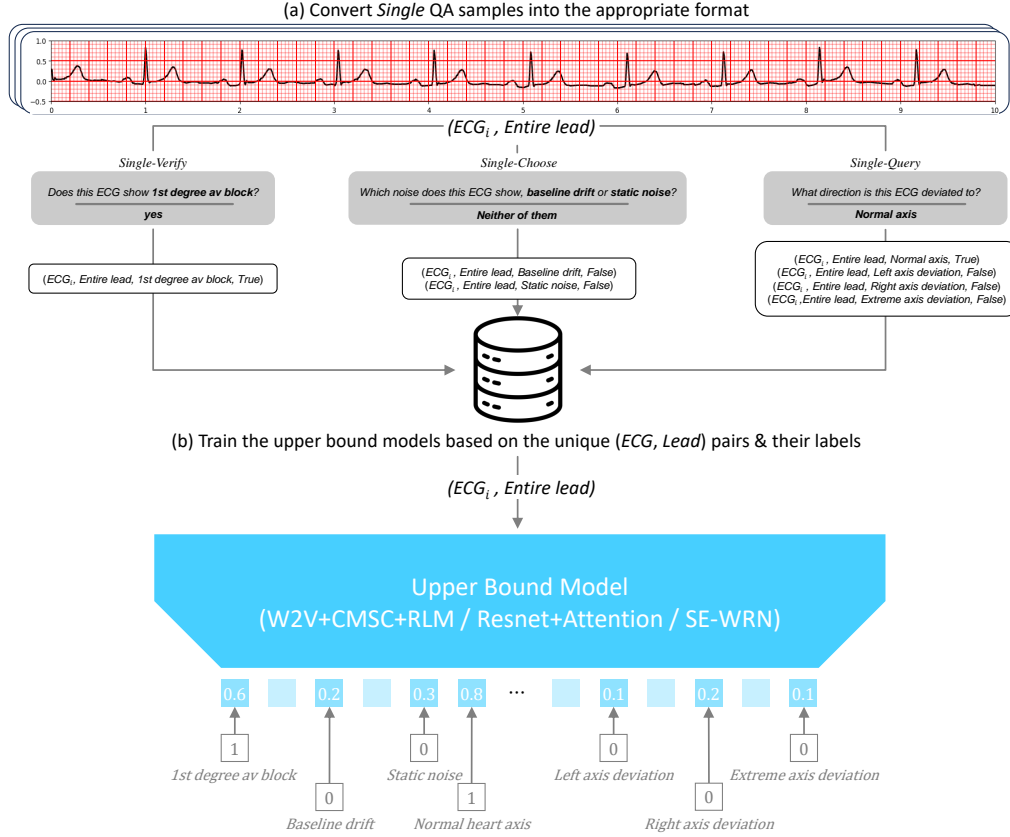 (a) Convert Single QA samples into the appropriate format
1.0
0.5
0.0
−0.5
0 1 2 3 4 5 6 7 8 9 10
(ECGi , Entire lead)
Single-Verify
Does this ECG show 1st degree av block?
yes
Single-Choose
Which noise does this ECG show, baseline drift or static noise?
Neither of them
Single-Query
What direction is this ECG deviated to?
Normal axis
(ECGi, Entire lead, 1st degree av block, True)
(ECGi , Entire lead, Baseline drift, False)
(ECGi , Entire lead, Static noise, False)
(ECGi , Entire lead, Normal axis, True)
(ECGi , Entire lead, Left axis deviation, False)
(ECGi , Entire lead, Right axis deviation, False)
(ECGi ,Entire lead, Extreme axis deviation, False)
(b) Train the upper bound models based on the unique (ECG, Lead) pairs & their labels
(ECGi , Entire lead)
Upper Bound Model
(W2V+CMSC+RLM / Resnet+Attention / SE-WRN)
0.6 0.2 0.3 0.8 ... 0.1 0.2 0.1
1 0 0 0
1st degree av block Static noise Left axis deviation Extreme axis deviation
0 1 0
Baseline drift Normal heart axis Right axis deviation